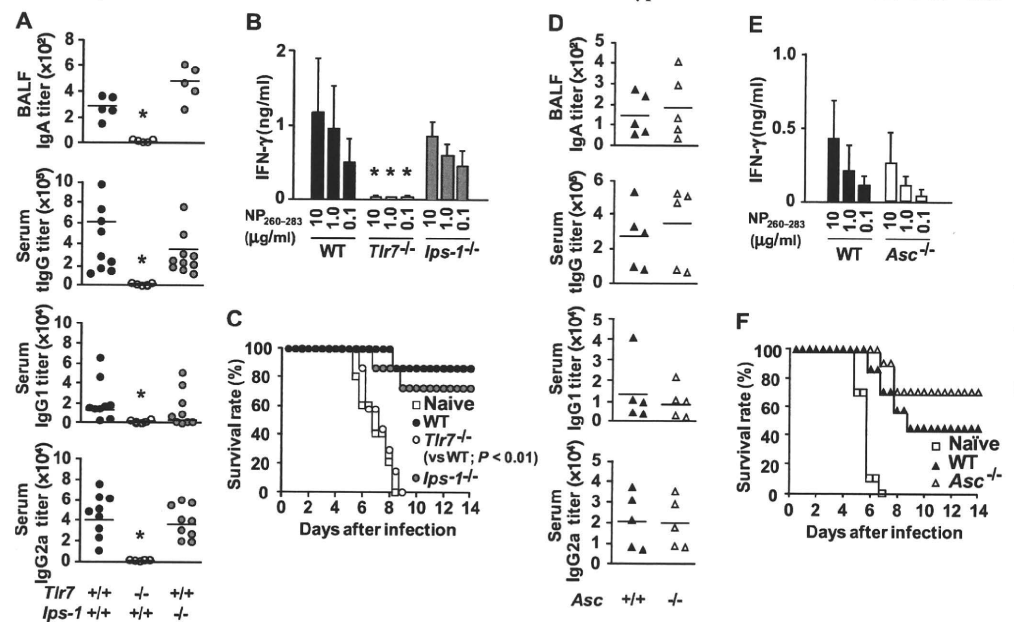 A
BALF
IgA titer (x10²)
8
6
4
2
0
*
Serum
tIgG titer (x10⁵)
10
8
6
4
2
0
*
Serum
IgG1 titer (x10⁴)
10
8
6
4
2
0
*
Serum
IgG2a titer (x10⁴)
10
8
6
4
2
0
*
Tlr7 +/+ -/- +/+
Ips-1 +/+ +/+ -/-
B
IFN-γ (ng/ml)
2
1
0
* * *
NP260–283
(μg/ml)
10 1.0 0.1 10 1.0 0.1 10 1.0 0.1
WT Tlr7-/- Ips-1-/-
C
Survival rate (%)
100
80
60
40
20
0
Naive
WT
Tlr7-/-
(vs WT; P < 0.01)
Ips-1-/-
0 2 4 6 8 10 12 14
Days after infection
D
BALF
IgA titer (x10²)
5
4
3
2
1
0
Serum
tIgG titer (x10⁵)
6
4
2
0
Serum
IgG1 titer (x10⁴)
5
4
3
2
1
0
Serum
IgG2a titer (x10⁴)
5
4
3
2
1
0
Asc +/+ -/-
E
IFN-γ (ng/ml)
1.0
0.5
0
NP260–283
(μg/ml)
10 1.0 0.1 10 1.0 0.1
WT Asc-/-
F
Survival rate (%)
100
80
60
40
20
0
Naïve
WT
Asc-/-
0 2 4 6 8 10 12 14
Days after infection